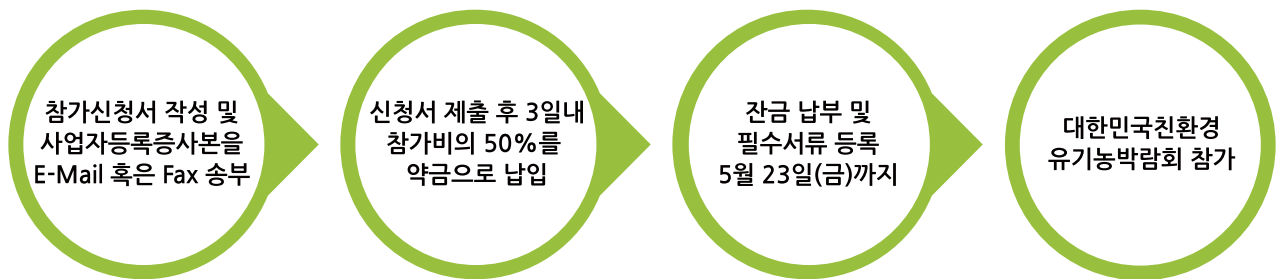 참가신청서 작성 및
사업자등록증사본을
E-Mail 혹은 Fax 송부
신청서 제출 후 3일내
참가비의 50%를
약금으로 납입
잔금 납부 및
필수서류 등록
5월 23일(금)까지
대한민국친환경
유기농박람회 참가